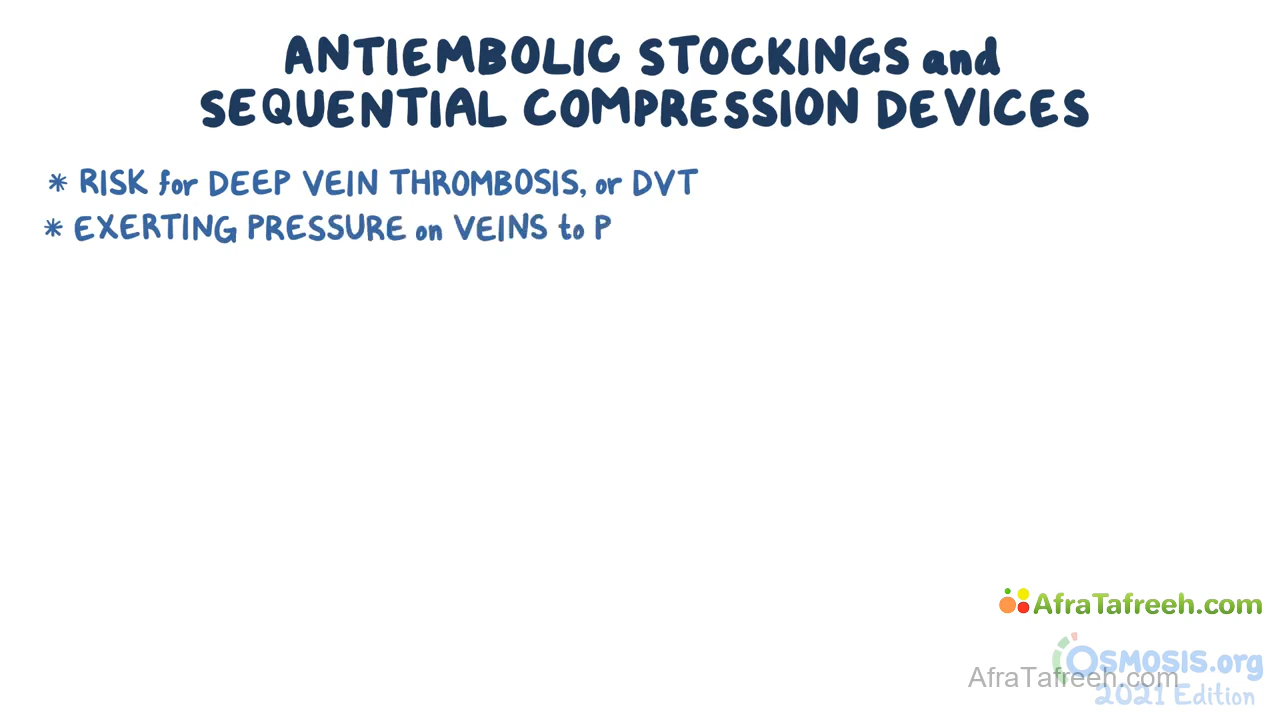 ANTIEMBOLIC STOCKINGS and
SEQUENTIAL COMPRESSION DEVICES
* RISK for DEEP VEIN THROMBOSIS, or DVT
* EXERTING PRESSURE on VEINS to P
AfraTafreeh.com
OSMOSIS.org
AfraTafreeh.com
2021 Edition